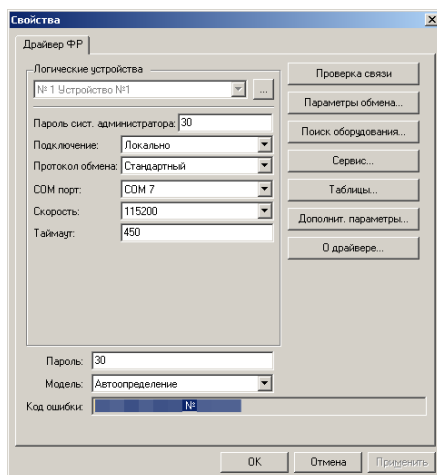 Свойства
Драйвер ФР
Логические устройства
№ 1 Устройство №1
...
Пароль сист. администратора: 30
Подключение: Локально
Протокол обмена: Стандартный
COM порт: COM 7
Скорость: 115200
Таймаут: 450
Проверка связи
Параметры обмена...
Поиск оборудования...
Сервис...
Таблицы...
Дополнит. параметры...
О драйвере...
Пароль: 30
Модель: Автоопределение
Код ошибки: №
OK
Отмена
Применить